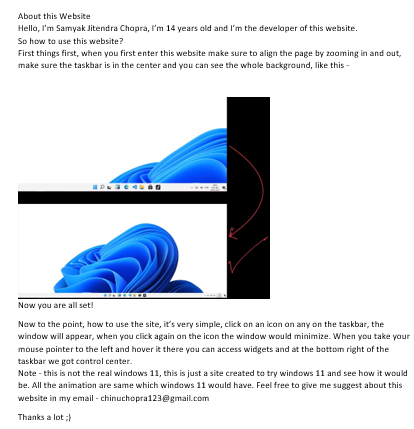 About this Website
Hello, I'm Samyak Jitendra Chopra, I'm 14 years old and I'm the developer of this website.
So how to use this website?
First things first, when you first enter this website make sure to align the page by zooming in and out,
make sure the taskbar is in the center and you can see the whole background, like this -
Now you are all set!
Now to the point, how to use the site, it's very simple, click on an icon on any on the taskbar, the
window will appear, when you click again on the icon the window would minimize. When you take your
mouse pointer to the left and hover it there you can access widgets and at the bottom right of the
taskbar we got control center.
Note - this is not the real windows 11, this is just a site created to try windows 11 and see how it would
be. All the animation are same which windows 11 would have. Feel free to give me suggest about this
website in my email - chinuchopra123@gmail.com
Thanks a lot ;)